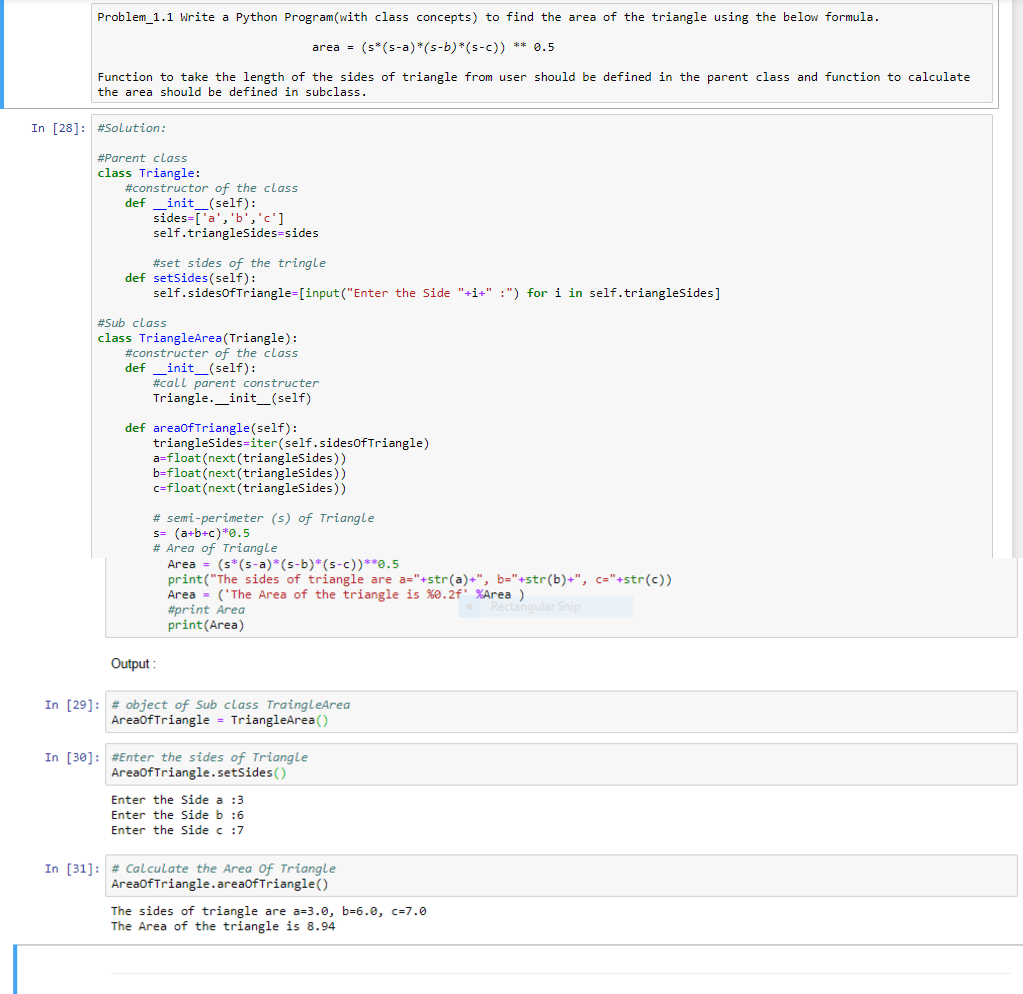 Problem_1.1 Write a Python Program(with class concepts) to find the area of the triangle using the below formula.
area = (s*(s-a)*(s-b)*(s-c)) ** 0.5
Function to take the length of the sides of triangle from user should be defined in the parent class and function to calculate
the area should be defined in subclass.
In [28]: #Solution:
#Parent class
class Triangle:
    #constructor of the class
    def __init__(self):
        sides=['a','b','c']
        self.triangleSides=sides
        #set sides of the tringle
    def setSides(self):
        self.sidesOfTriangle=[input("Enter the Side "+i+" :") for i in self.triangleSides]
#Sub class
class TriangleArea(Triangle):
    #constructer of the class
    def __init__(self):
        #call parent constructer
        Triangle.__init__(self)
    def areaOfTriangle(self):
        triangleSides=iter(self.sidesOfTriangle)
        a=float(next(triangleSides))
        b=float(next(triangleSides))
        c=float(next(triangleSides))
        # semi-perimeter (s) of Triangle
        s= (a+b+c)*0.5
        # Area of Triangle
        Area = (s*(s-a)*(s-b)*(s-c))**0.5
        print("The sides of triangle are a="+str(a)+", b="+str(b)+", c="+str(c))
        Area = ('The Area of the triangle is %0.2f' %Area )
        #print Area
        print(Area)
Rectangular Snip
Output :
In [29]: # object of Sub class TraingleArea
AreaOfTriangle = TriangleArea()
In [30]: #Enter the sides of Triangle
AreaOfTriangle.setSides()
Enter the Side a :3
Enter the Side b :6
Enter the Side c :7
In [31]: # Calculate the Area Of Triangle
AreaOfTriangle.areaOfTriangle()
The sides of triangle are a=3.0, b=6.0, c=7.0
The Area of the triangle is 8.94